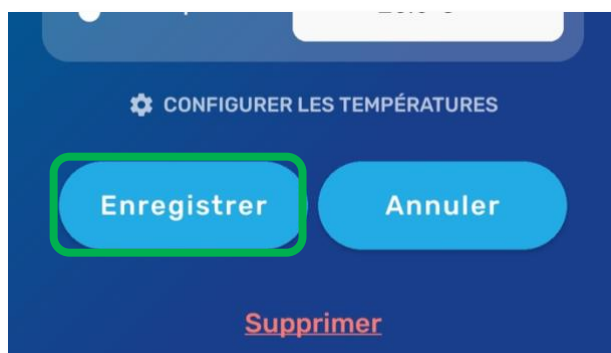 CONFIGURER LES TEMPÉRATURES
Enregistrer
Annuler
Supprimer